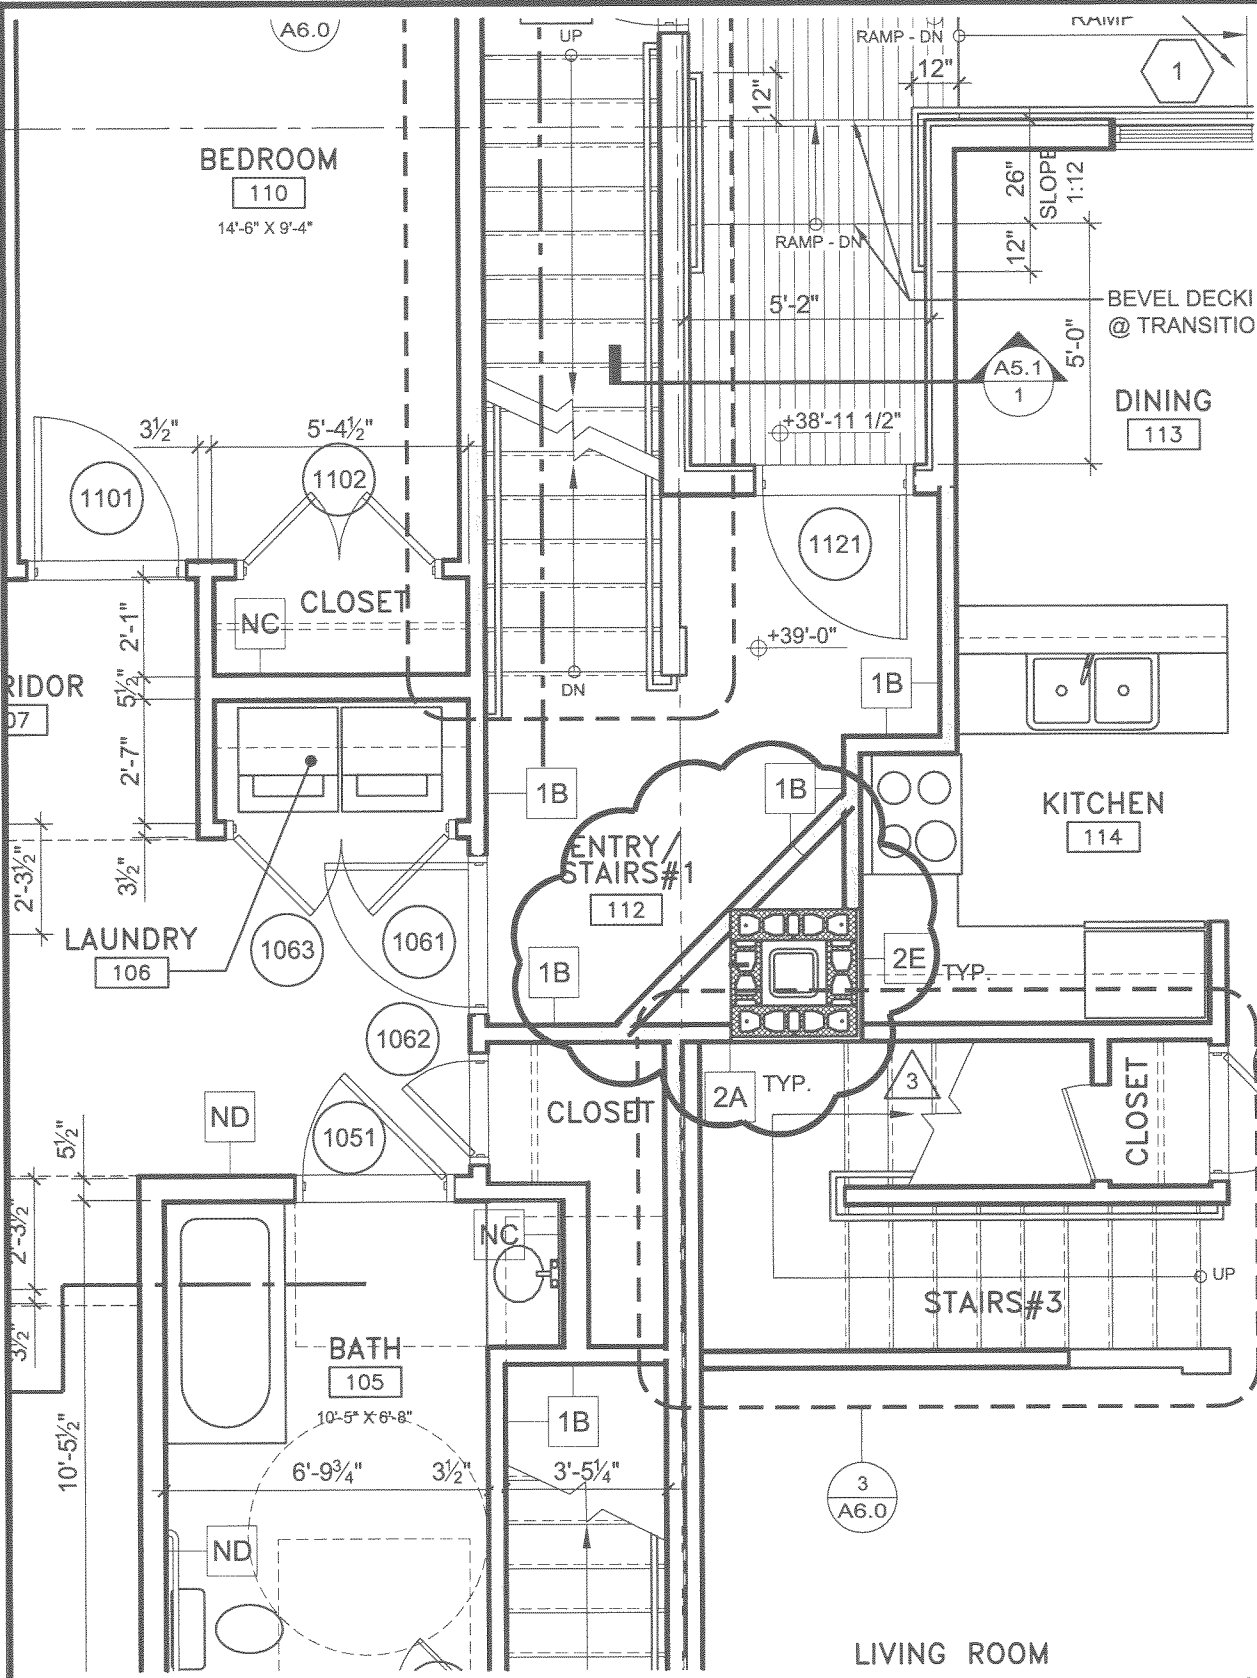 A6.0
UP
RAMP - DN
RAMP
12"
1
12"
BEDROOM
110
14'-6" X 9'-4"
26"
SLOPE
1:12
RAMP - DN
12"
5'-2"
BEVEL DECKI
@ TRANSITIO
5'-0"
A5.1
1
DINING
113
+38'-11 1/2"
3½"
5'-4½"
1101
1102
1121
CLOSET
NC
2'-1"
+39'-0"
RIDOR
07
5½"
DN
1B
2'-7"
1B
1B
KITCHEN
114
ENTRY/
STAIRS#1
112
3½"
2'-3½"
LAUNDRY
106
1063
1061
1B
2E
TYP.
1062
2A
TYP.
3
CLOSET
CLOSET
ND
1051
5½"
2'-3½"
NC
UP
STAIRS#3
3½"
BATH
105
10'-5" X 6'-8"
1B
10'-5½"
6'-9¾"
3½"
3'-5¼"
3
A6.0
ND
LIVING ROOM